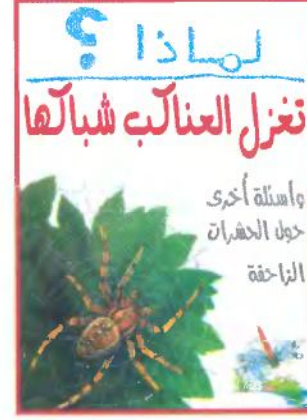 لماذا ؟
تغزل العناكب شباكها
وأسئلة أخرى
حول الحشرات
الزاحفة